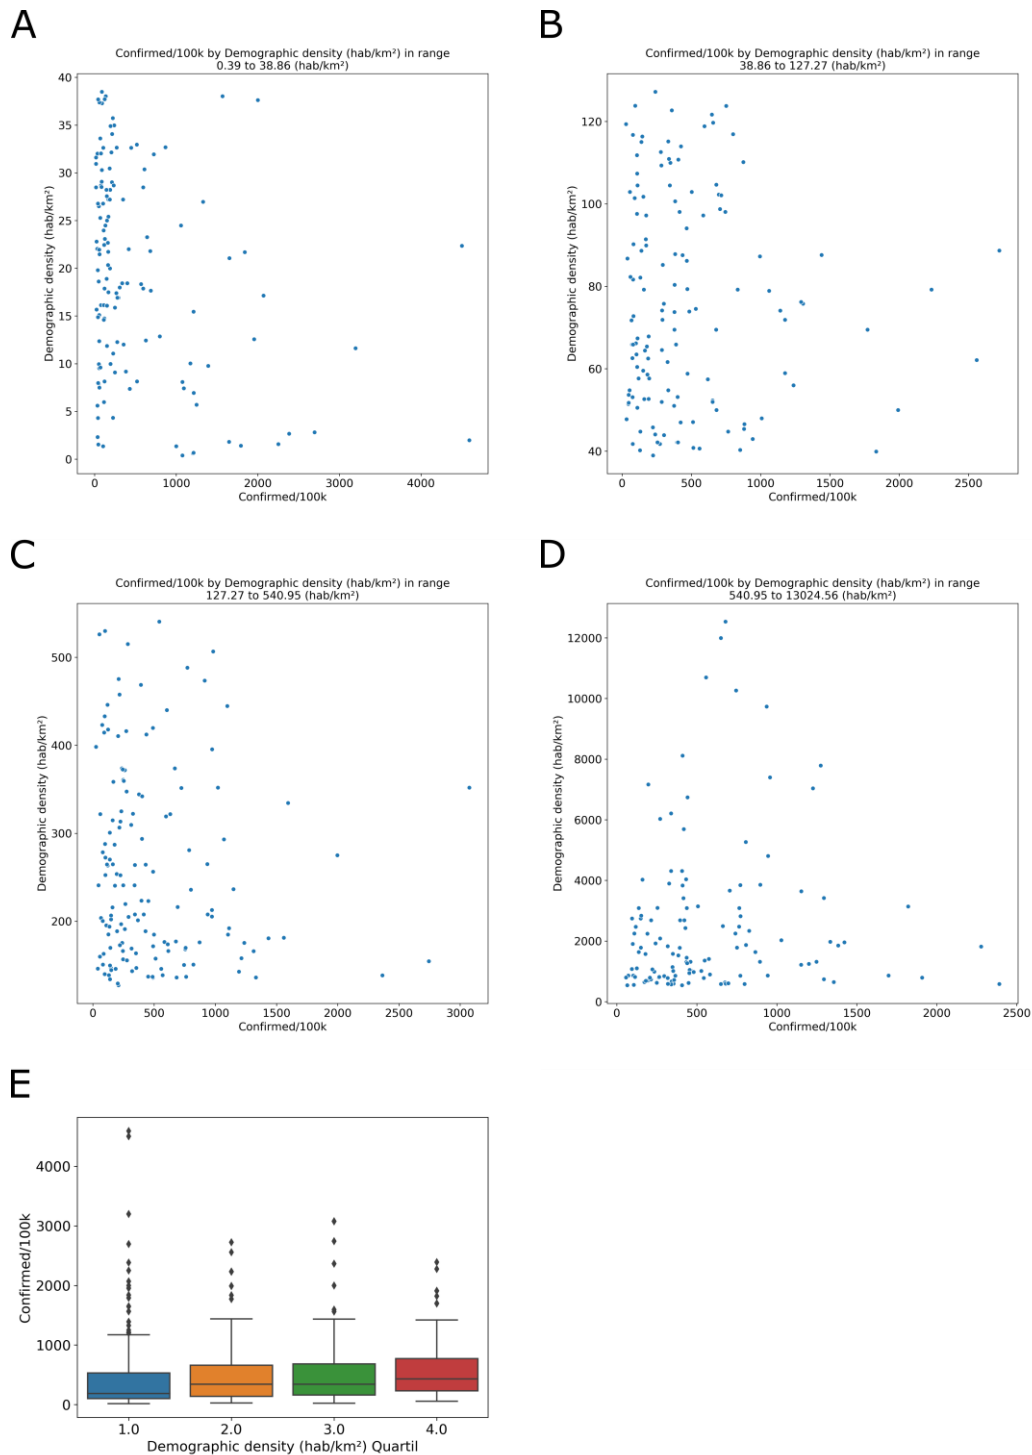 A
Confirmed/100k by Demographic density (hab/km²) in range
0.39 to 38.86 (hab/km²)
Demographic density (hab/km²)
40
35
30
25
20
15
10
5
0
0 1000 2000 3000 4000
Confirmed/100k
B
Confirmed/100k by Demographic density (hab/km²) in range
38.86 to 127.27 (hab/km²)
Demographic density (hab/km²)
120
100
80
60
40
0 500 1000 1500 2000 2500
Confirmed/100k
C
Confirmed/100k by Demographic density (hab/km²) in range
127.27 to 540.95 (hab/km²)
Demographic density (hab/km²)
500
400
300
200
0 500 1000 1500 2000 2500 3000
Confirmed/100k
D
Confirmed/100k by Demographic density (hab/km²) in range
540.95 to 13024.56 (hab/km²)
Demographic density (hab/km²)
12000
10000
8000
6000
4000
2000
0
0 500 1000 1500 2000 2500
Confirmed/100k
E
Confirmed/100k
4000
3000
2000
1000
0
1.0 2.0 3.0 4.0
Demographic density (hab/km²) Quartil